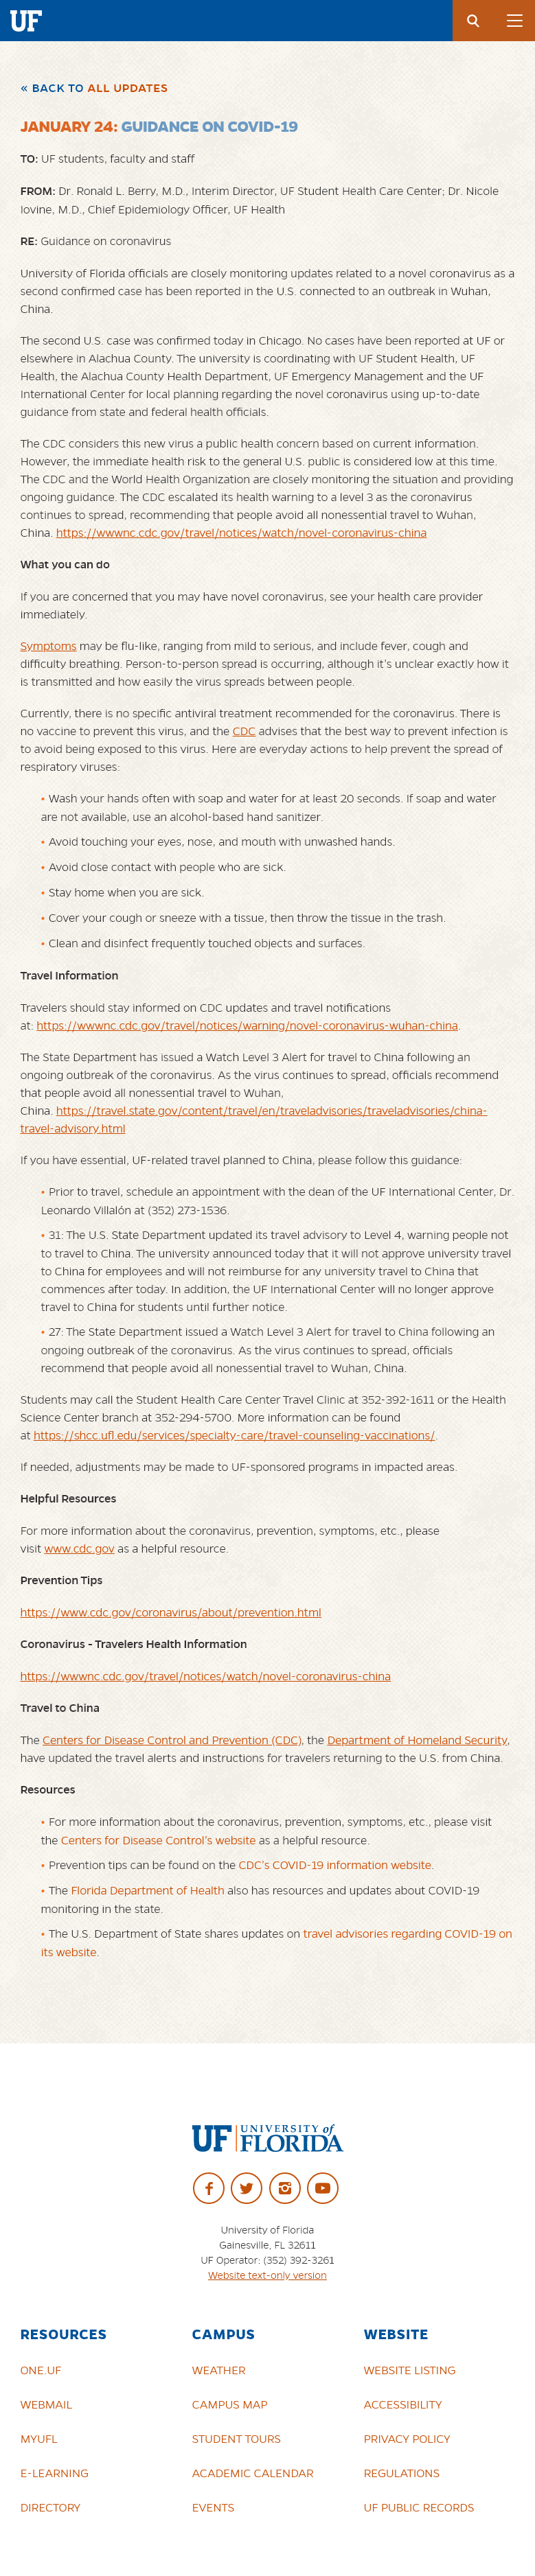 UF
« BACK TO ALL UPDATES
JANUARY 24: GUIDANCE ON COVID-19
TO: UF students, faculty and staff
FROM: Dr. Ronald L. Berry, M.D., Interim Director, UF Student Health Care Center; Dr. Nicole
Iovine, M.D., Chief Epidemiology Officer, UF Health
RE: Guidance on coronavirus
University of Florida officials are closely monitoring updates related to a novel coronavirus as a
second confirmed case has been reported in the U.S. connected to an outbreak in Wuhan,
China.
The second U.S. case was confirmed today in Chicago. No cases have been reported at UF or
elsewhere in Alachua County. The university is coordinating with UF Student Health, UF
Health, the Alachua County Health Department, UF Emergency Management and the UF
International Center for local planning regarding the novel coronavirus using up-to-date
guidance from state and federal health officials.
The CDC considers this new virus a public health concern based on current information.
However, the immediate health risk to the general U.S. public is considered low at this time.
The CDC and the World Health Organization are closely monitoring the situation and providing
ongoing guidance. The CDC escalated its health warning to a level 3 as the coronavirus
continues to spread, recommending that people avoid all nonessential travel to Wuhan,
China. https://wwwnc.cdc.gov/travel/notices/watch/novel-coronavirus-china
What you can do
If you are concerned that you may have novel coronavirus, see your health care provider
immediately.
Symptoms may be flu-like, ranging from mild to serious, and include fever, cough and
difficulty breathing. Person-to-person spread is occurring, although it's unclear exactly how it
is transmitted and how easily the virus spreads between people.
Currently, there is no specific antiviral treatment recommended for the coronavirus. There is
no vaccine to prevent this virus, and the CDC advises that the best way to prevent infection is
to avoid being exposed to this virus. Here are everyday actions to help prevent the spread of
respiratory viruses:
• Wash your hands often with soap and water for at least 20 seconds. If soap and water
are not available, use an alcohol-based hand sanitizer.
• Avoid touching your eyes, nose, and mouth with unwashed hands.
• Avoid close contact with people who are sick.
• Stay home when you are sick.
• Cover your cough or sneeze with a tissue, then throw the tissue in the trash.
• Clean and disinfect frequently touched objects and surfaces.
Travel Information
Travelers should stay informed on CDC updates and travel notifications
at: https://wwwnc.cdc.gov/travel/notices/warning/novel-coronavirus-wuhan-china.
The State Department has issued a Watch Level 3 Alert for travel to China following an
ongoing outbreak of the coronavirus. As the virus continues to spread, officials recommend
that people avoid all nonessential travel to Wuhan,
China. https://travel.state.gov/content/travel/en/traveladvisories/traveladvisories/china-
travel-advisory.html
If you have essential, UF-related travel planned to China, please follow this guidance:
• Prior to travel, schedule an appointment with the dean of the UF International Center, Dr.
Leonardo Villalón at (352) 273-1536.
• 31: The U.S. State Department updated its travel advisory to Level 4, warning people not
to travel to China. The university announced today that it will not approve university travel
to China for employees and will not reimburse for any university travel to China that
commences after today. In addition, the UF International Center will no longer approve
travel to China for students until further notice.
• 27: The State Department issued a Watch Level 3 Alert for travel to China following an
ongoing outbreak of the coronavirus. As the virus continues to spread, officials
recommend that people avoid all nonessential travel to Wuhan, China.
Students may call the Student Health Care Center Travel Clinic at 352-392-1611 or the Health
Science Center branch at 352-294-5700. More information can be found
at https://shcc.ufl.edu/services/specialty-care/travel-counseling-vaccinations/.
If needed, adjustments may be made to UF-sponsored programs in impacted areas.
Helpful Resources
For more information about the coronavirus, prevention, symptoms, etc., please
visit www.cdc.gov as a helpful resource.
Prevention Tips
https://www.cdc.gov/coronavirus/about/prevention.html
Coronavirus - Travelers Health Information
https://wwwnc.cdc.gov/travel/notices/watch/novel-coronavirus-china
Travel to China
The Centers for Disease Control and Prevention (CDC), the Department of Homeland Security,
have updated the travel alerts and instructions for travelers returning to the U.S. from China.
Resources
• For more information about the coronavirus, prevention, symptoms, etc., please visit
the Centers for Disease Control's website as a helpful resource.
• Prevention tips can be found on the CDC's COVID-19 information website.
• The Florida Department of Health also has resources and updates about COVID-19
monitoring in the state.
• The U.S. Department of State shares updates on travel advisories regarding COVID-19 on
its website.
UF UNIVERSITY of
FLORIDA
University of Florida
Gainesville, FL 32611
UF Operator: (352) 392-3261
Website text-only version
RESOURCES CAMPUS WEBSITE
ONE.UF WEATHER WEBSITE LISTING
WEBMAIL CAMPUS MAP ACCESSIBILITY
MYUFL STUDENT TOURS PRIVACY POLICY
E-LEARNING ACADEMIC CALENDAR REGULATIONS
DIRECTORY EVENTS UF PUBLIC RECORDS